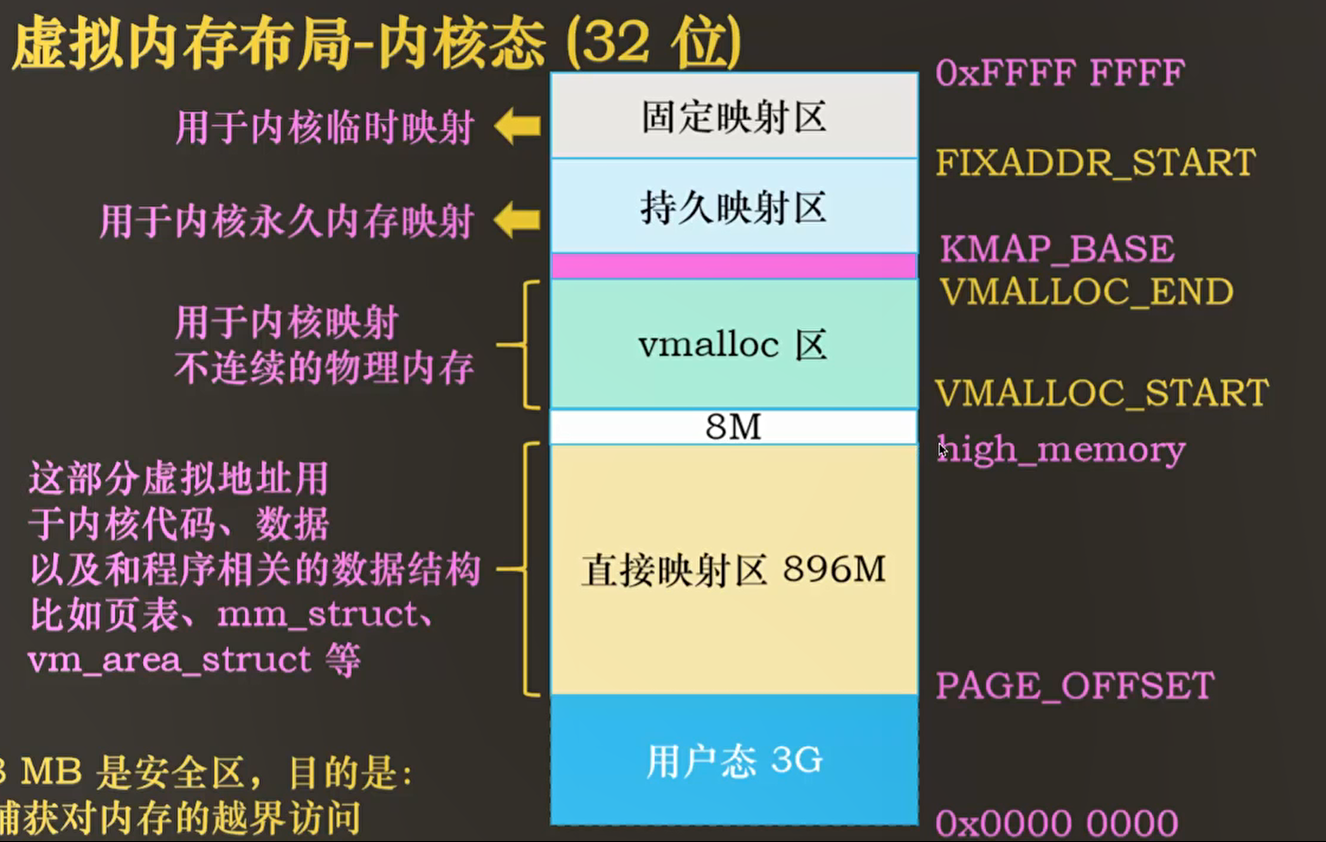 虚拟内存布局-内核态 (32 位)
0xFFFF FFFF
固定映射区
用于内核临时映射
FIXADDR_START
持久映射区
用于内核永久内存映射
KMAP_BASE
VMALLOC_END
用于内核映射
不连续的物理内存
vmalloc 区
VMALLOC_START
8M
high_memory
这部分虚拟地址用
于内核代码、数据
以及和程序相关的数据结构
比如页表、mm_struct、
vm_area_struct 等
直接映射区 896M
PAGE_OFFSET
用户态 3G
8 MB 是安全区，目的是:
捕获对内存的越界访问
0x0000 0000